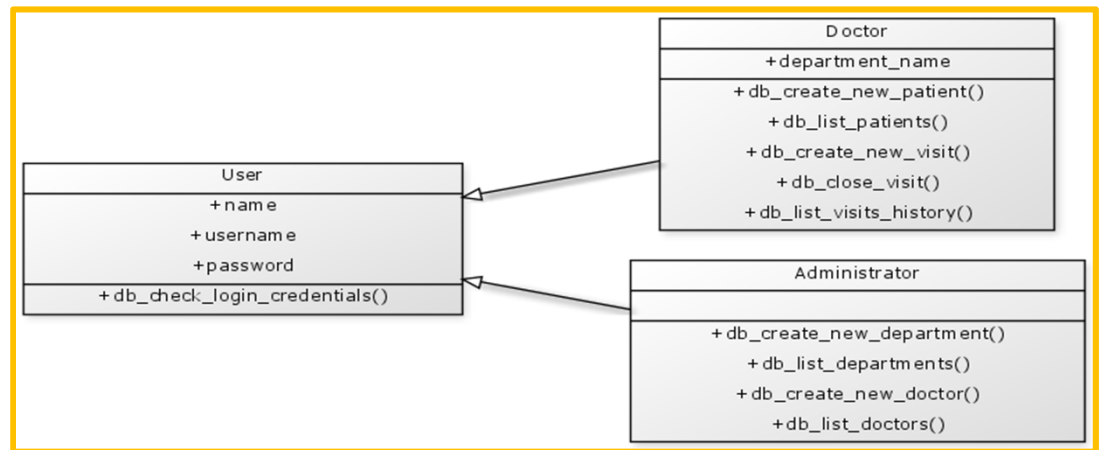 User
+name
+username
+password
+db_check_login_credentials()
Doctor
+department_name
+db_create_new_patient()
+db_list_patients()
+db_create_new_visit()
+db_close_visit()
+db_list_visits_history()
Administrator
+db_create_new_department()
+db_list_departments()
+db_create_new_doctor()
+db_list_doctors()